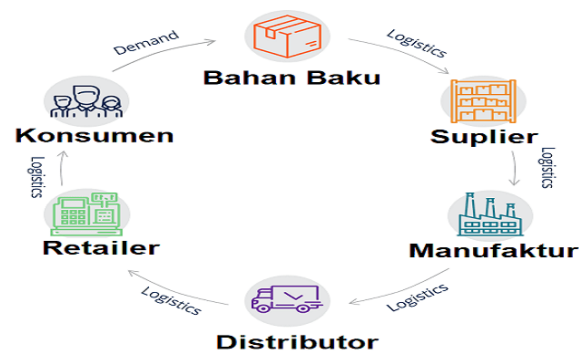 Demand
Bahan Baku
Logistics
Suplier
Logistics
Manufaktur
Logistics
Distributor
Logistics
Retailer
Logistics
Konsumen